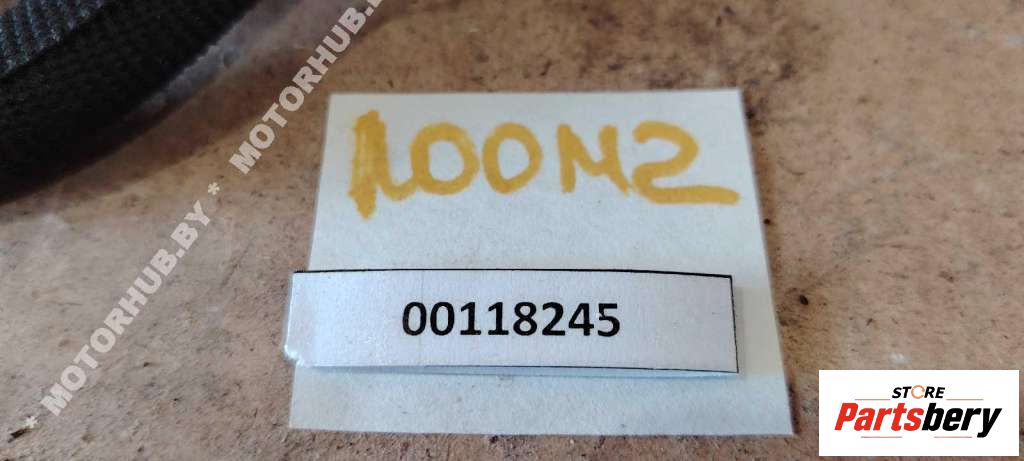 * MOTORHUB.BY * MOTORHUB.BY
100M2
00118245
STORE
Partsbery